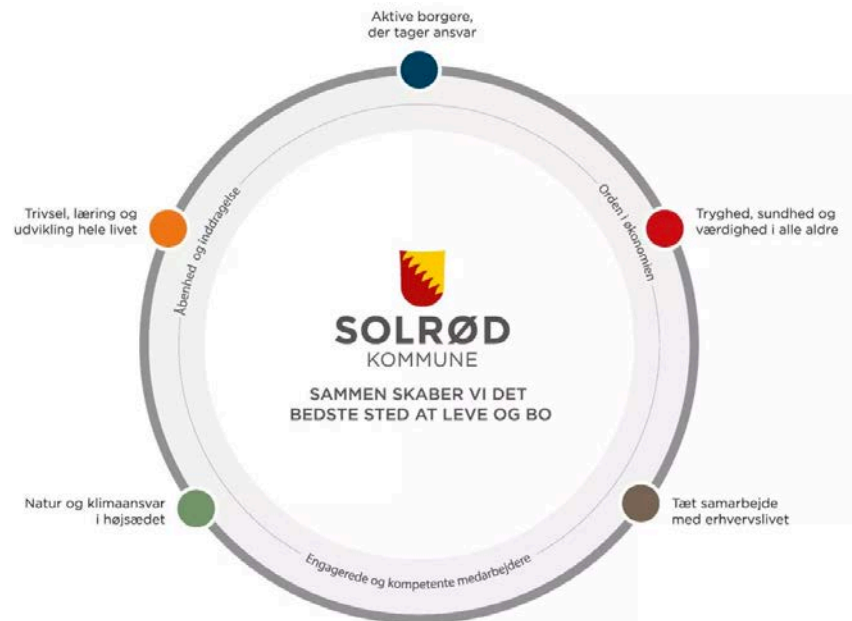 Aktive borgere,
der tager ansvar
Trivsel, læring og
udvikling hele livet
Åbenhed og inddragelse
Orden i økonomien
Tryghed, sundhed og
værdighed i alle aldre
SOLRØD
KOMMUNE
SAMMEN SKABER VI DET
BEDSTE STED AT LEVE OG BO
Natur og klimaansvar
i højsædet
Tæt samarbejde
med erhvervslivet
Engagerede og kompetente medarbejdere